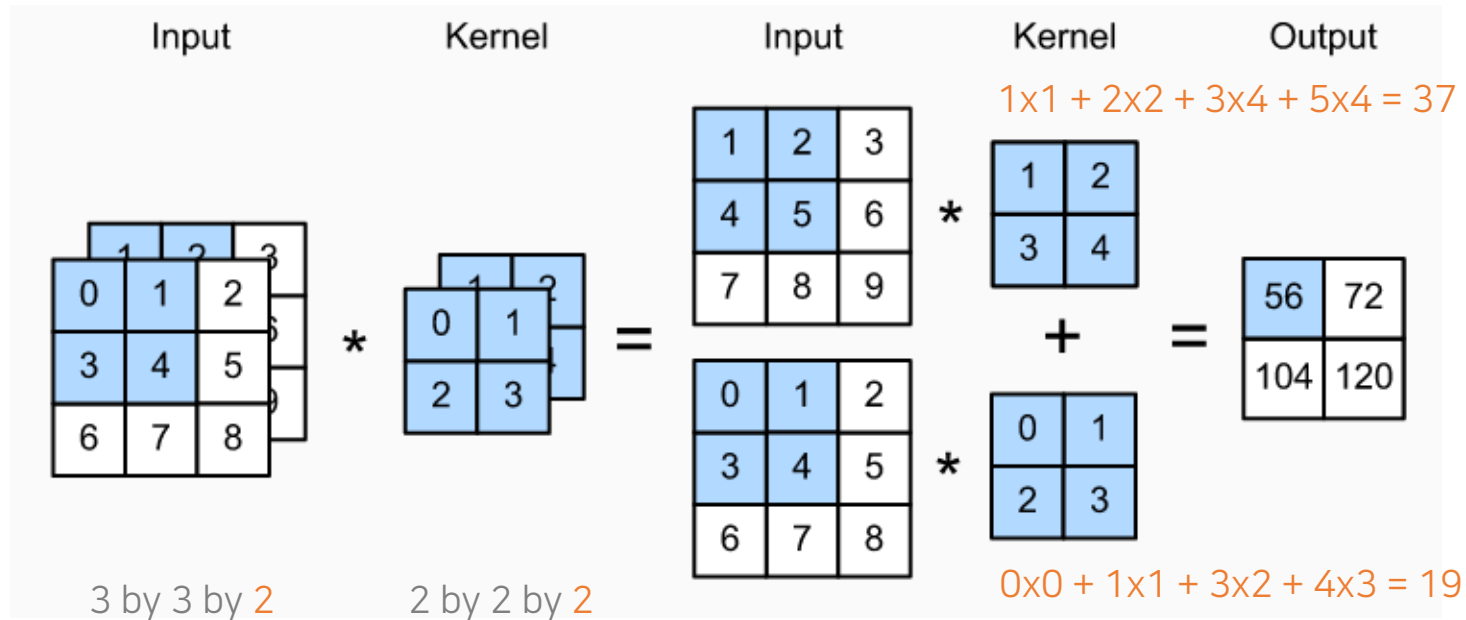 Input Kernel Input Kernel Output
1x1 + 2x2 + 3x4 + 5x4 = 37
1 2 3
0 1 2
3 4 5
6 7 8
6
9
*
1 2
0 1
2 3
4
=
1 2 3
4 5 6
7 8 9
*
1 2
3 4
+
0 1 2
3 4 5
6 7 8
*
0 1
2 3
=
56 72
104 120
0x0 + 1x1 + 3x2 + 4x3 = 19
3 by 3 by 2
2 by 2 by 2